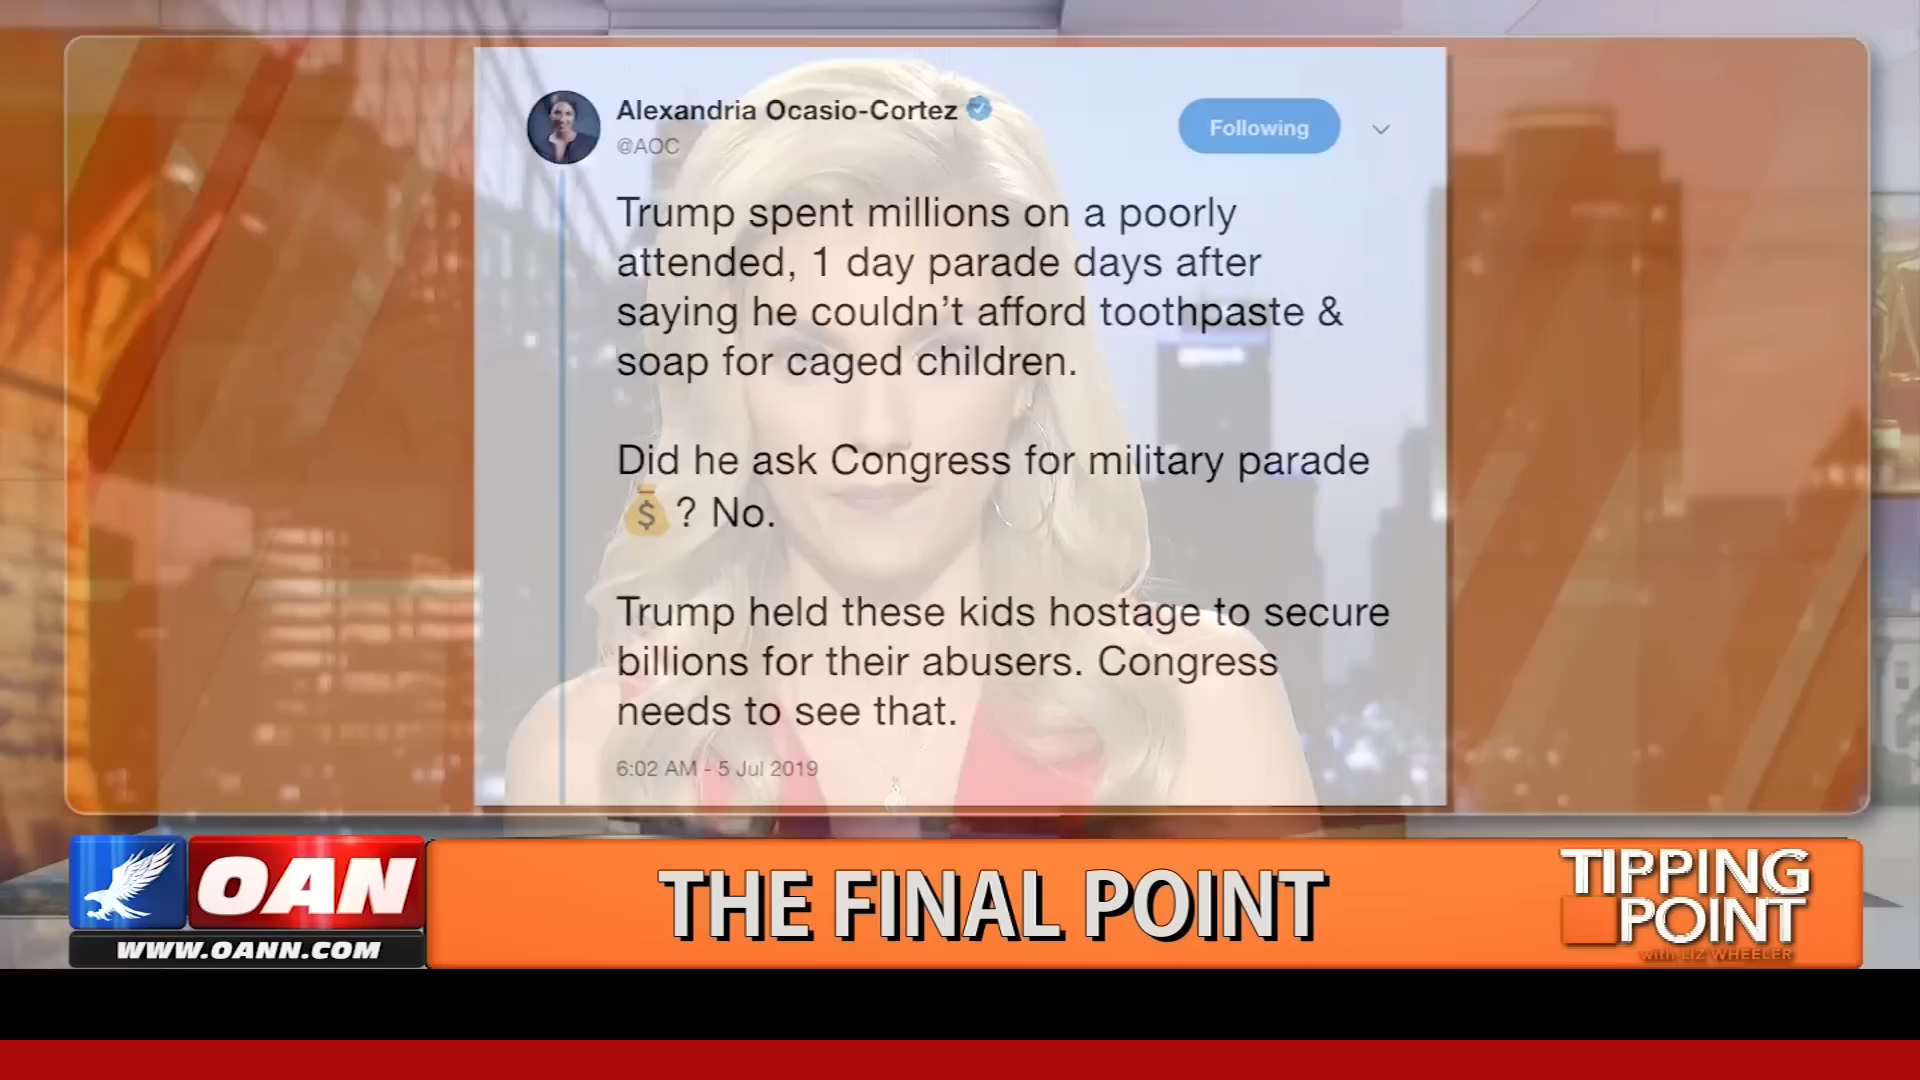 Alexandria Ocasio-Cortez
@AOC
Following
Trump spent millions on a poorly
attended, 1 day parade days after
saying he couldn’t afford toothpaste &
soap for caged children.
Did he ask Congress for military parade
💰? No.
Trump held these kids hostage to secure
billions for their abusers. Congress
needs to see that.
6:02 AM - 5 Jul 2019
OAN
WWW.OANN.COM
THE FINAL POINT
TIPPING
POINT
with LIZ WHEELER